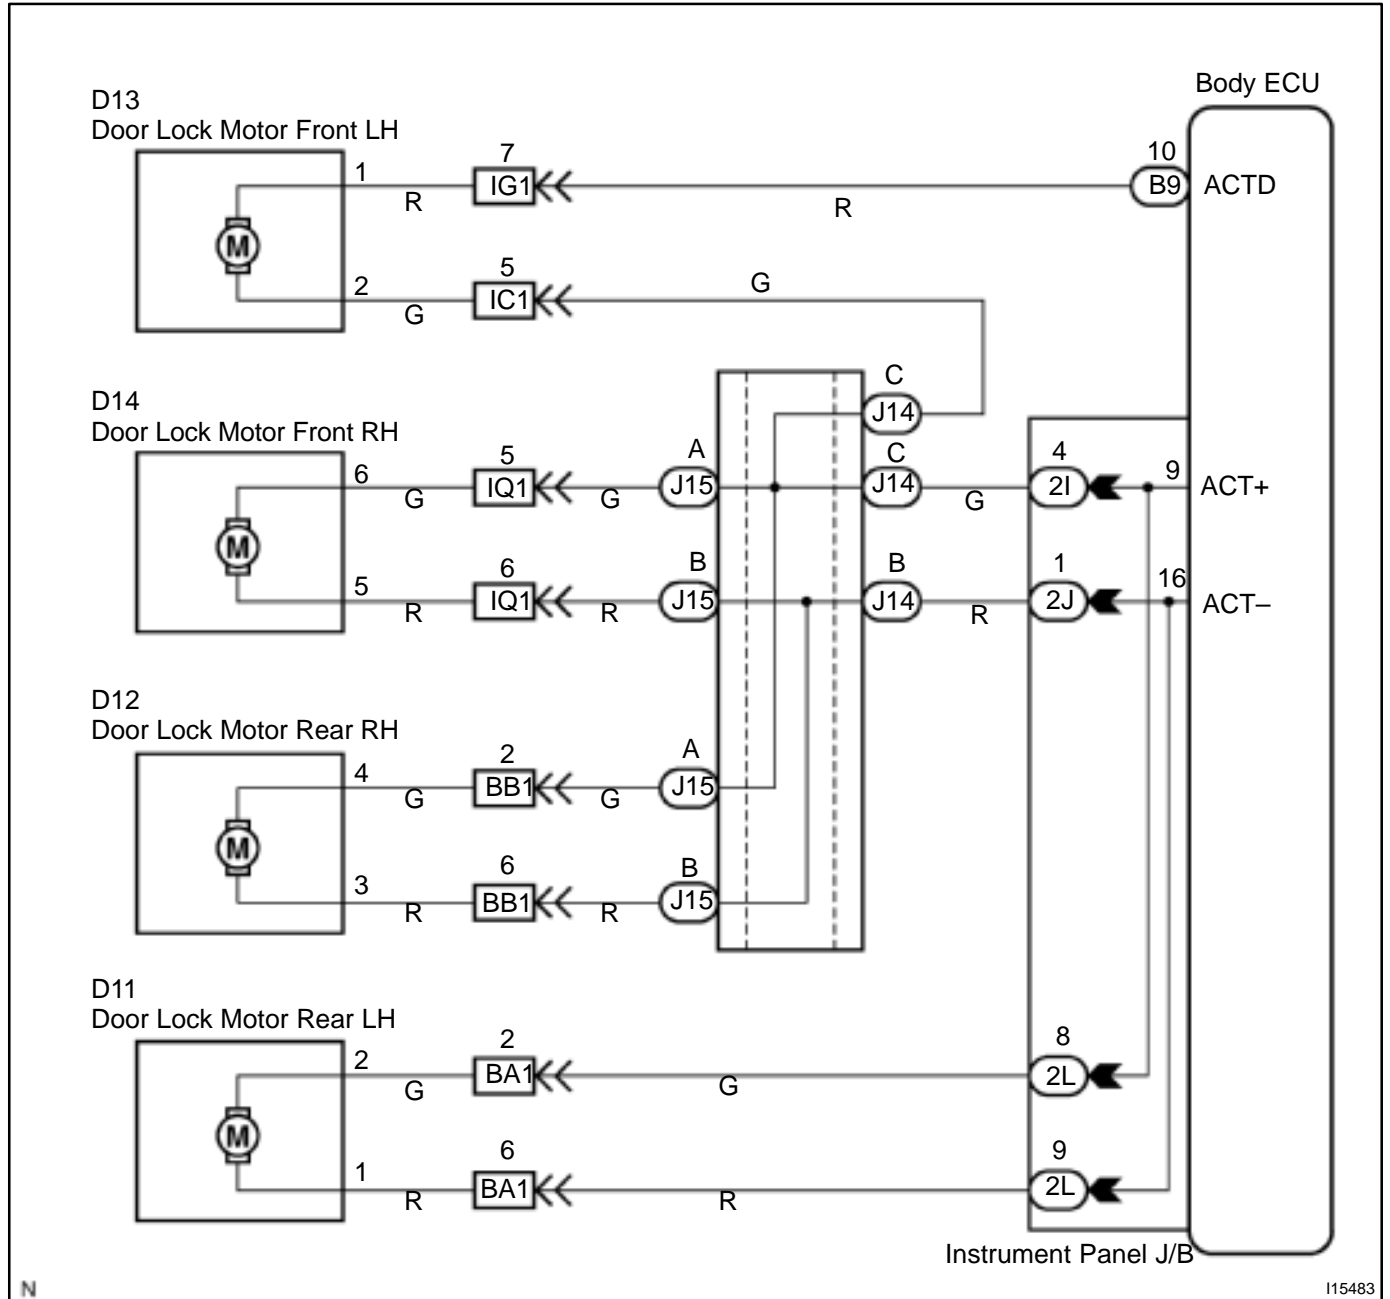 Body ECU
D13
Door Lock Motor Front LH
1
R
7
IG1
R
10
B9
ACTD
M
2
G
5
IC1
G
C
J14
D14
Door Lock Motor Front RH
6
G
5
IQ1
G
A
J15
C
J14
G
4
2I
9
ACT+
M
5
R
6
IQ1
R
B
J15
B
J14
R
1
2J
16
ACT–
D12
Door Lock Motor Rear RH
4
G
2
BB1
G
A
J15
M
3
R
6
BB1
R
B
J15
D11
Door Lock Motor Rear LH
2
G
2
BA1
G
8
2L
M
1
R
6
BA1
R
9
2L
Instrument Panel J/B
N
I15483